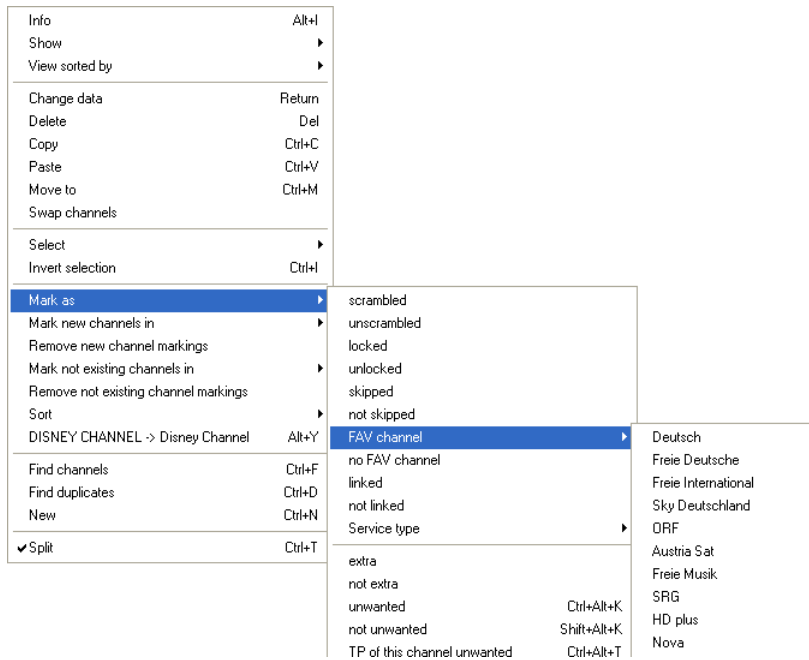 Info Alt+I
Show
View sorted by
Change data Return
Delete Del
Copy Ctrl+C
Paste Ctrl+V
Move to Ctrl+M
Swap channels
Select
Invert selection Ctrl+I
Mark as
Mark new channels in
Remove new channel markings
Mark not existing channels in
Remove not existing channel markings
Sort
DISNEY CHANNEL -> Disney Channel Alt+Y
Find channels Ctrl+F
Find duplicates Ctrl+D
New Ctrl+N
Split Ctrl+T
scrambled
unscrambled
locked
unlocked
skipped
not skipped
FAV channel
no FAV channel
linked
not linked
Service type
extra
not extra
unwanted Ctrl+Alt+K
not unwanted Shift+Alt+K
TP of this channel unwanted Ctrl+Alt+T
Deutsch
Freie Deutsche
Freie International
Sky Deutschland
ORF
Austria Sat
Freie Musik
SRG
HD plus
Nova